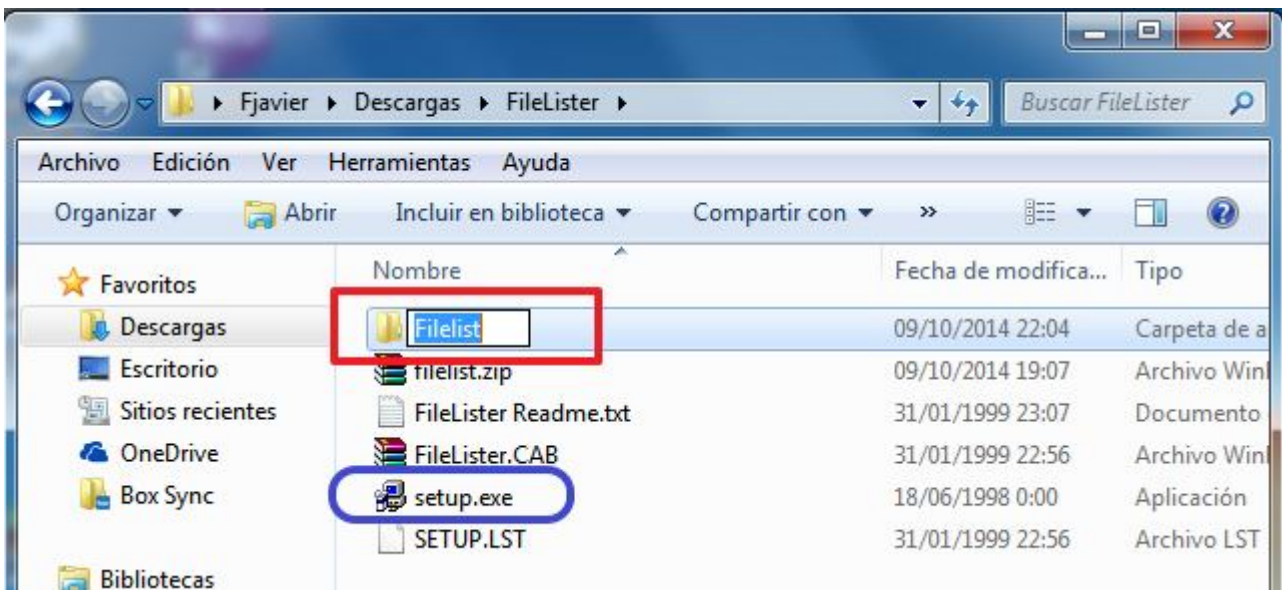 Fjavier Descargas FileLister Buscar FileLister
Archivo Edición Ver Herramientas Ayuda
Organizar Abrir Incluir en biblioteca Compartir con »
Nombre Fecha de modifica... Tipo
Favoritos
Descargas Filelist 09/10/2014 22:04 Carpeta de a
Escritorio filelist.zip 09/10/2014 19:07 Archivo Win
Sitios recientes FileLister Readme.txt 31/01/1999 23:07 Documento
OneDrive FileLister.CAB 31/01/1999 22:56 Archivo Win
Box Sync setup.exe 18/06/1998 0:00 Aplicación
SETUP.LST 31/01/1999 22:56 Archivo LST
Bibliotecas